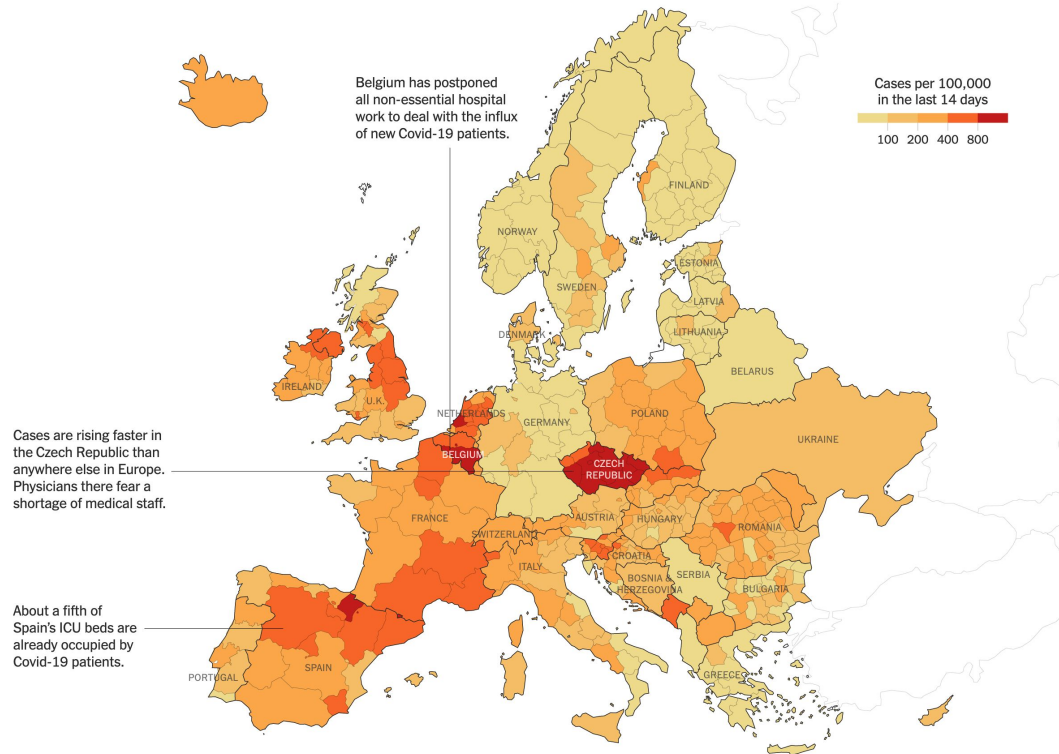 Belgium has postponed
all non-essential hospital
work to deal with the influx
of new Covid-19 patients.
Cases per 100,000
in the last 14 days
100 200 400 800
FINLAND
NORWAY
ESTONIA
SWEDEN
LATVIA
DENMARK
LITHUANIA
BELARUS
IRELAND
U.K.
NETHERLANDS
GERMANY
POLAND
UKRAINE
Cases are rising faster in
the Czech Republic than
anywhere else in Europe.
Physicians there fear a
shortage of medical staff.
BELGIUM
CZECH
REPUBLIC
FRANCE
AUSTRIA
HUNGARY
SWITZERLAND
ROMANIA
CROATIA
ITALY
BOSNIA &
HERZEGOVINA
SERBIA
BULGARIA
About a fifth of
Spain's ICU beds are
already occupied by
Covid-19 patients.
SPAIN
PORTUGAL
GREECE